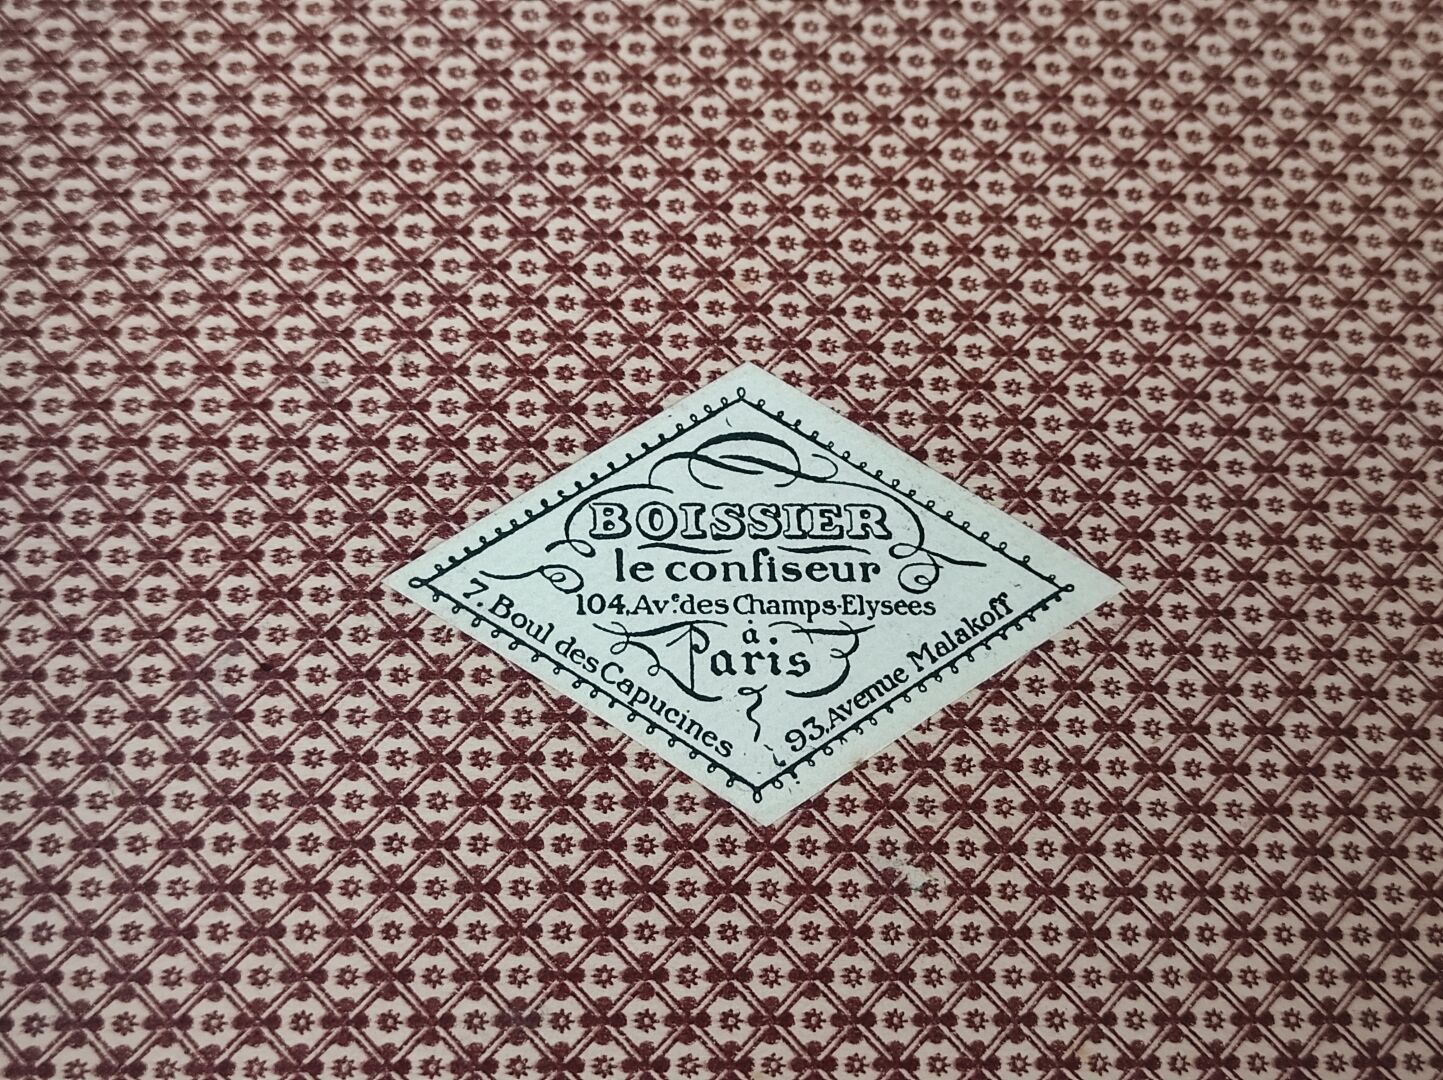 BOISSIER
le confiseur
104, Av.e des Champs-Elysees
à
Paris
7. Boul des Capucines
93, Avenue Malakoff